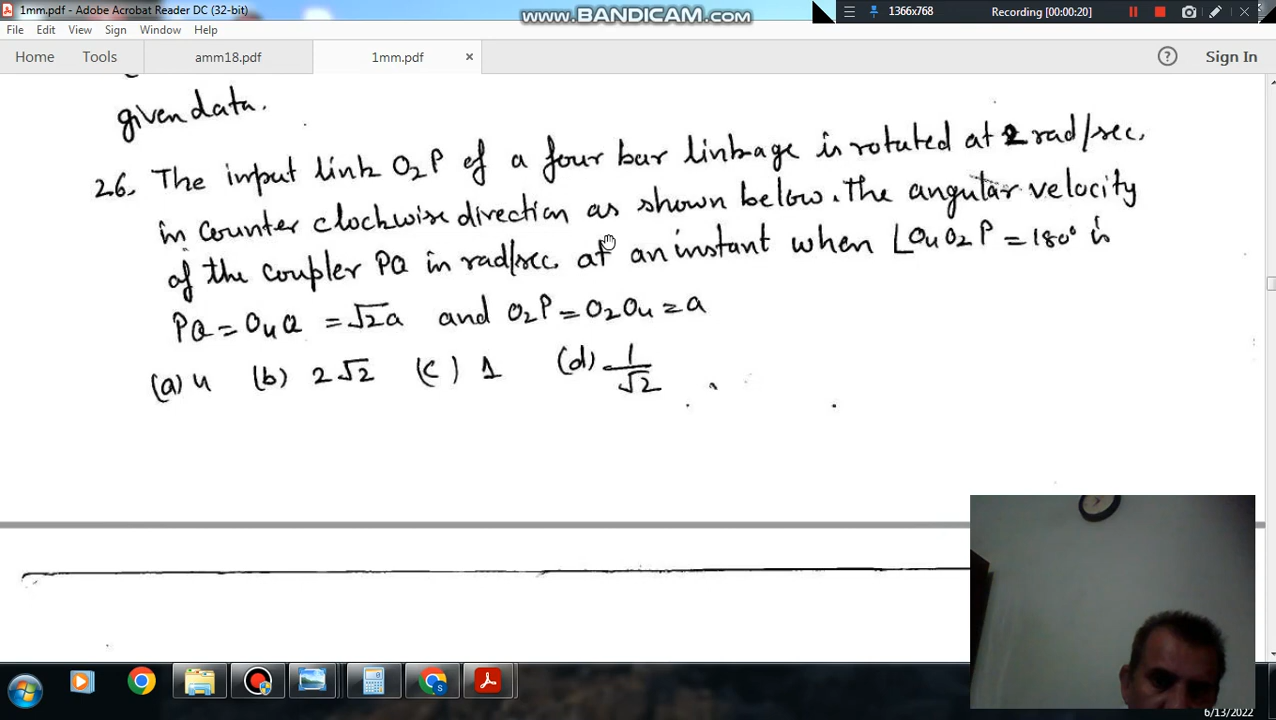 1mm.pdf - Adobe Acrobat Reader DC (32-bit)
www.BANDICAM.com
1366x768
Recording [00:00:20]
File Edit View Sign Window Help
Home Tools amm18.pdf 1mm.pdf × ? Sign In
given data.
26. The input link O2P of a four bar linkage is rotated at 2 rad/sec.
in counter clockwise direction as shown below. The angular velocity
of the coupler PQ in rad/sec. at an instant when ∠O4O2P = 180° is
PQ = O4Q = √2a and O2P = O2O4 = a
(a) 4 (b) 2√2 (c) 1 (d) 1/√2
6/13/2022